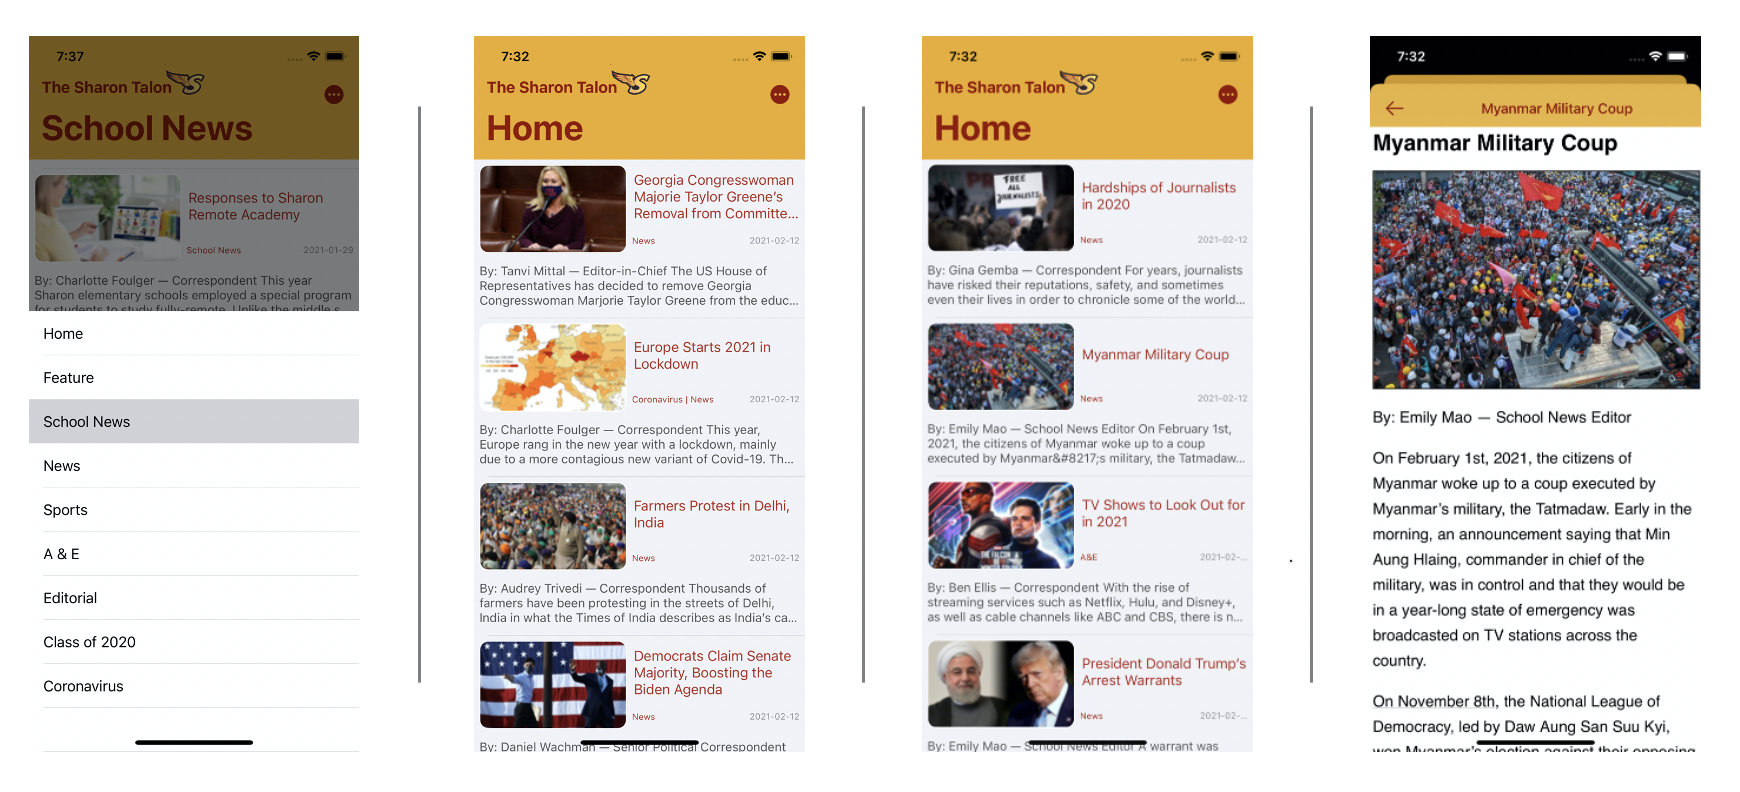 7:37
The Sharon Talon
School News
Responses to Sharon
Remote Academy
School News 2021-01-29
By: Charlotte Foulger — Correspondent This year
Sharon elementary schools employed a special program
for students to study fully-remote. Unlike the middle s...
Home
Feature
School News
News
Sports
A & E
Editorial
Class of 2020
Coronavirus
7:32
The Sharon Talon
Home
Georgia Congresswoman
Majorie Taylor Greene's
Removal from Committe...
News 2021-02-12
By: Tanvi Mittal — Editor-in-Chief The US House of
Representatives has decided to remove Georgia
Congresswoman Marjorie Taylor Greene from the educ...
Europe Starts 2021 in
Lockdown
Coronavirus | News 2021-02-12
By: Charlotte Foulger — Correspondent This year,
Europe rang in the new year with a lockdown, mainly
due to a more contagious new variant of Covid-19. Th...
Farmers Protest in Delhi,
India
News 2021-02-12
By: Audrey Trivedi — Correspondent Thousands of
farmers have been protesting in the streets of Delhi,
India in what the Times of India describes as India's ca...
Democrats Claim Senate
Majority, Boosting the
Biden Agenda
News 2021-02-12
By: Daniel Wachman — Senior Political Correspondent
7:32
The Sharon Talon
Home
FREE
ALL
JOURNALISTS
Hardships of Journalists
in 2020
News 2021-02-12
By: Gina Gemba — Correspondent For years, journalists
have risked their reputations, safety, and sometimes
even their lives in order to chronicle some of the world...
Myanmar Military Coup
News 2021-02-12
By: Emily Mao — School News Editor On February 1st,
2021, the citizens of Myanmar woke up to a coup
executed by Myanmar&#8217;s military, the Tatmadaw...
THE FALCON
TV Shows to Look Out for
in 2021
A&E 2021-02-...
By: Ben Ellis — Correspondent With the rise of
streaming services such as Netflix, Hulu, and Disney+,
as well as cable channels like ABC and CBS, there is n...
President Donald Trump's
Arrest Warrants
News 2021-02-...
By: Emily Mao — School News Editor A warrant was
7:32
Myanmar Military Coup
Myanmar Military Coup
By: Emily Mao — School News Editor
On February 1st, 2021, the citizens of
Myanmar woke up to a coup executed by
Myanmar's military, the Tatmadaw. Early in the
morning, an announcement saying that Min
Aung Hlaing, commander in chief of the
military, was in control and that they would be
in a year-long state of emergency was
broadcasted on TV stations across the
country.
On November 8th, the National League of
Democracy, led by Daw Aung San Suu Kyi,
won Myanmar's election against their opposing